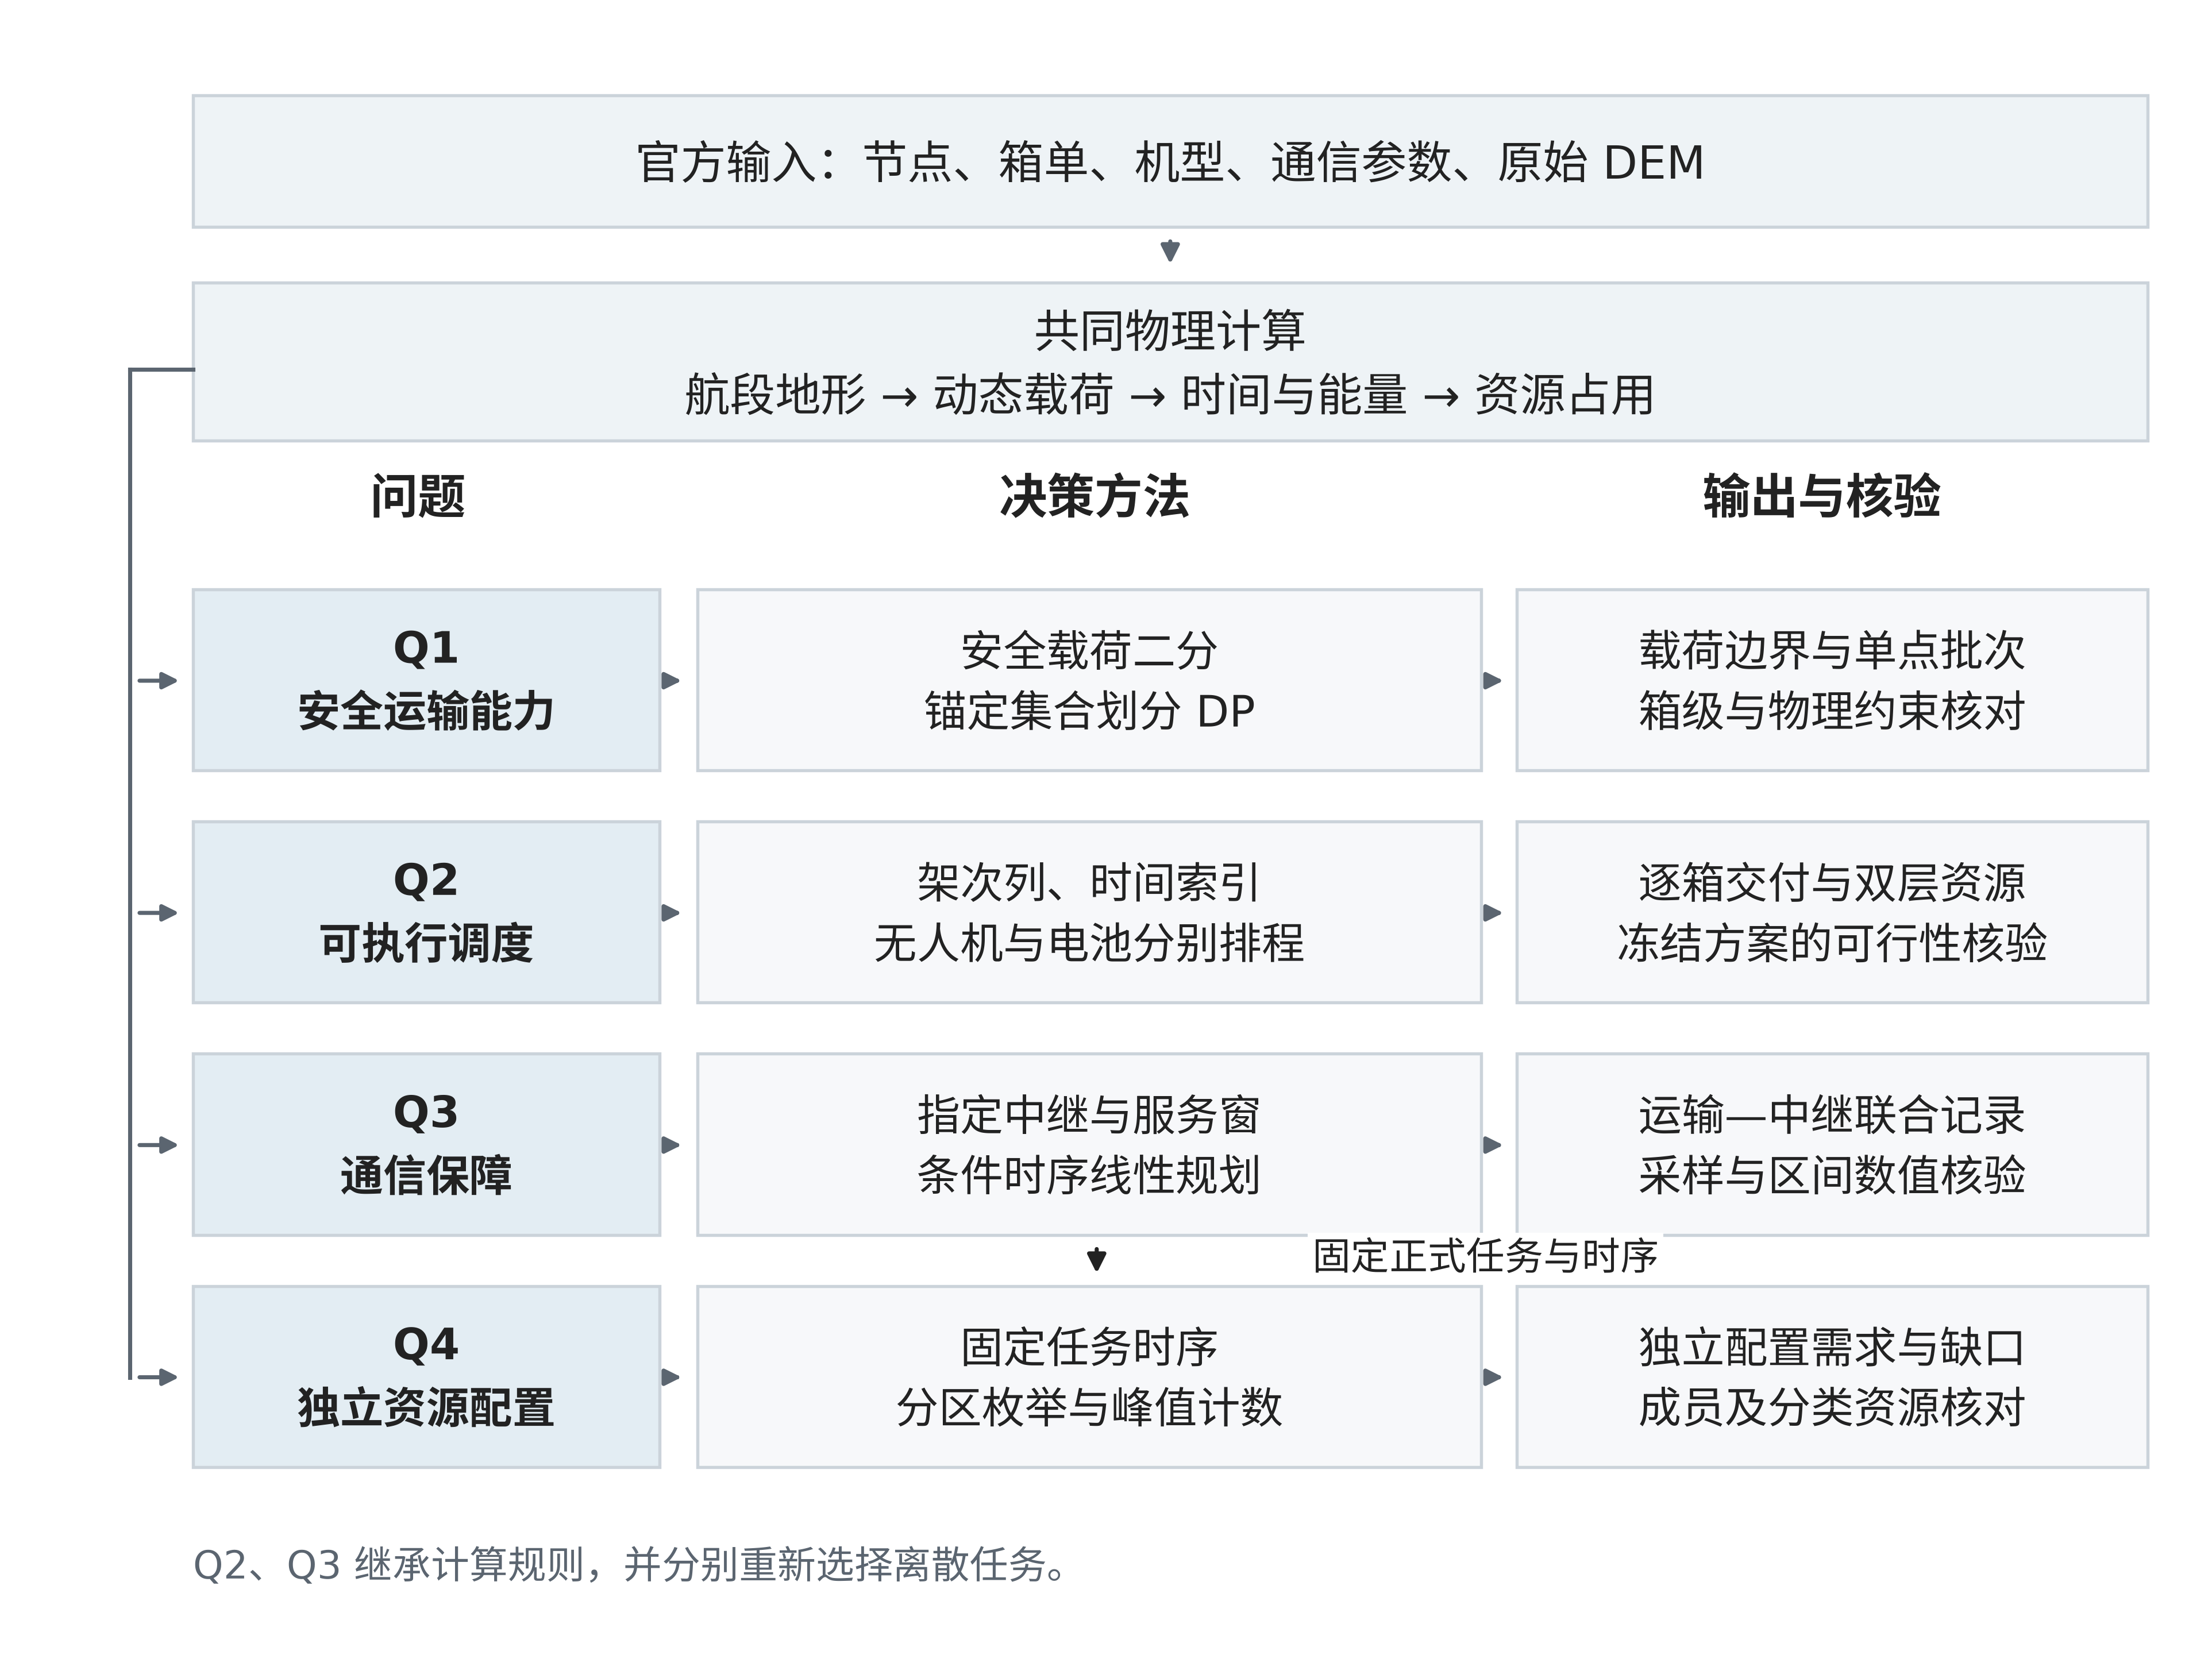 官方输入：节点、箱单、机型、通信参数、原始 DEM
共同物理计算
航段地形 → 动态载荷 → 时间与能量 → 资源占用
问题
决策方法
输出与核验
Q1
安全运输能力
安全载荷二分
锚定集合划分 DP
载荷边界与单点批次
箱级与物理约束核对
Q2
可执行调度
架次列、时间索引
无人机与电池分别排程
逐箱交付与双层资源
冻结方案的可行性核验
Q3
通信保障
指定中继与服务窗
条件时序线性规划
运输—中继联合记录
采样与区间数值核验
固定正式任务与时序
Q4
独立资源配置
固定任务时序
分区枚举与峰值计数
独立配置需求与缺口
成员及分类资源核对
Q2、Q3 继承计算规则，并分别重新选择离散任务。